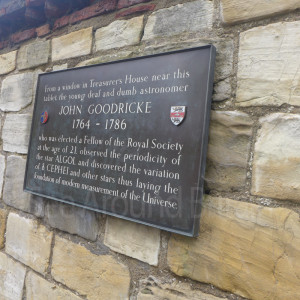 From a window in Treasurer's House near this
tablet, the young deaf and dumb astronomer
JOHN GOODRICKE
1764 - 1786
who was elected a Fellow of the Royal Society
at the age of 21, observed the periodicity of
the star ALGOL and discovered the variation
of δ CEPHEI and other stars thus laying the
foundation of modern measurement of the Universe.